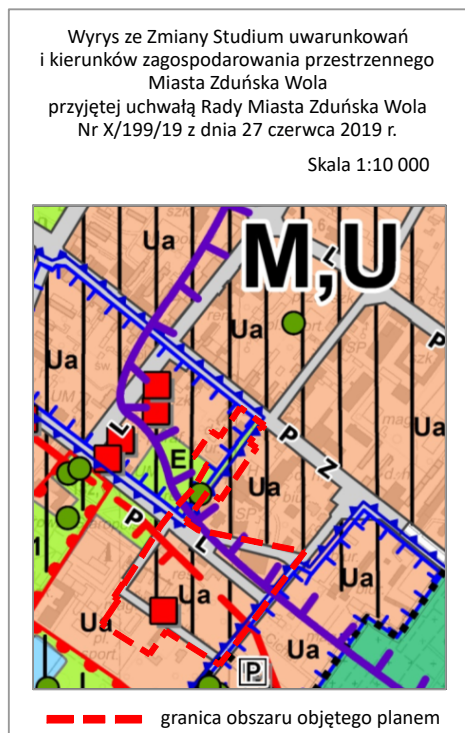 Wyrys ze Zmiany Studium uwarunkowań
i kierunków zagospodarowania przestrzennego
Miasta Zduńska Wola
przyjętej uchwałą Rady Miasta Zduńska Wola
Nr X/199/19 z dnia 27 czerwca 2019 r.
Skala 1:10 000
Ua
M,U
Ł
Ua
Ua
P
Ua
UM
L
E
P
Z
Ua
P
L
Ua
Ua
Ua
Ua
P
granica obszaru objętego planem